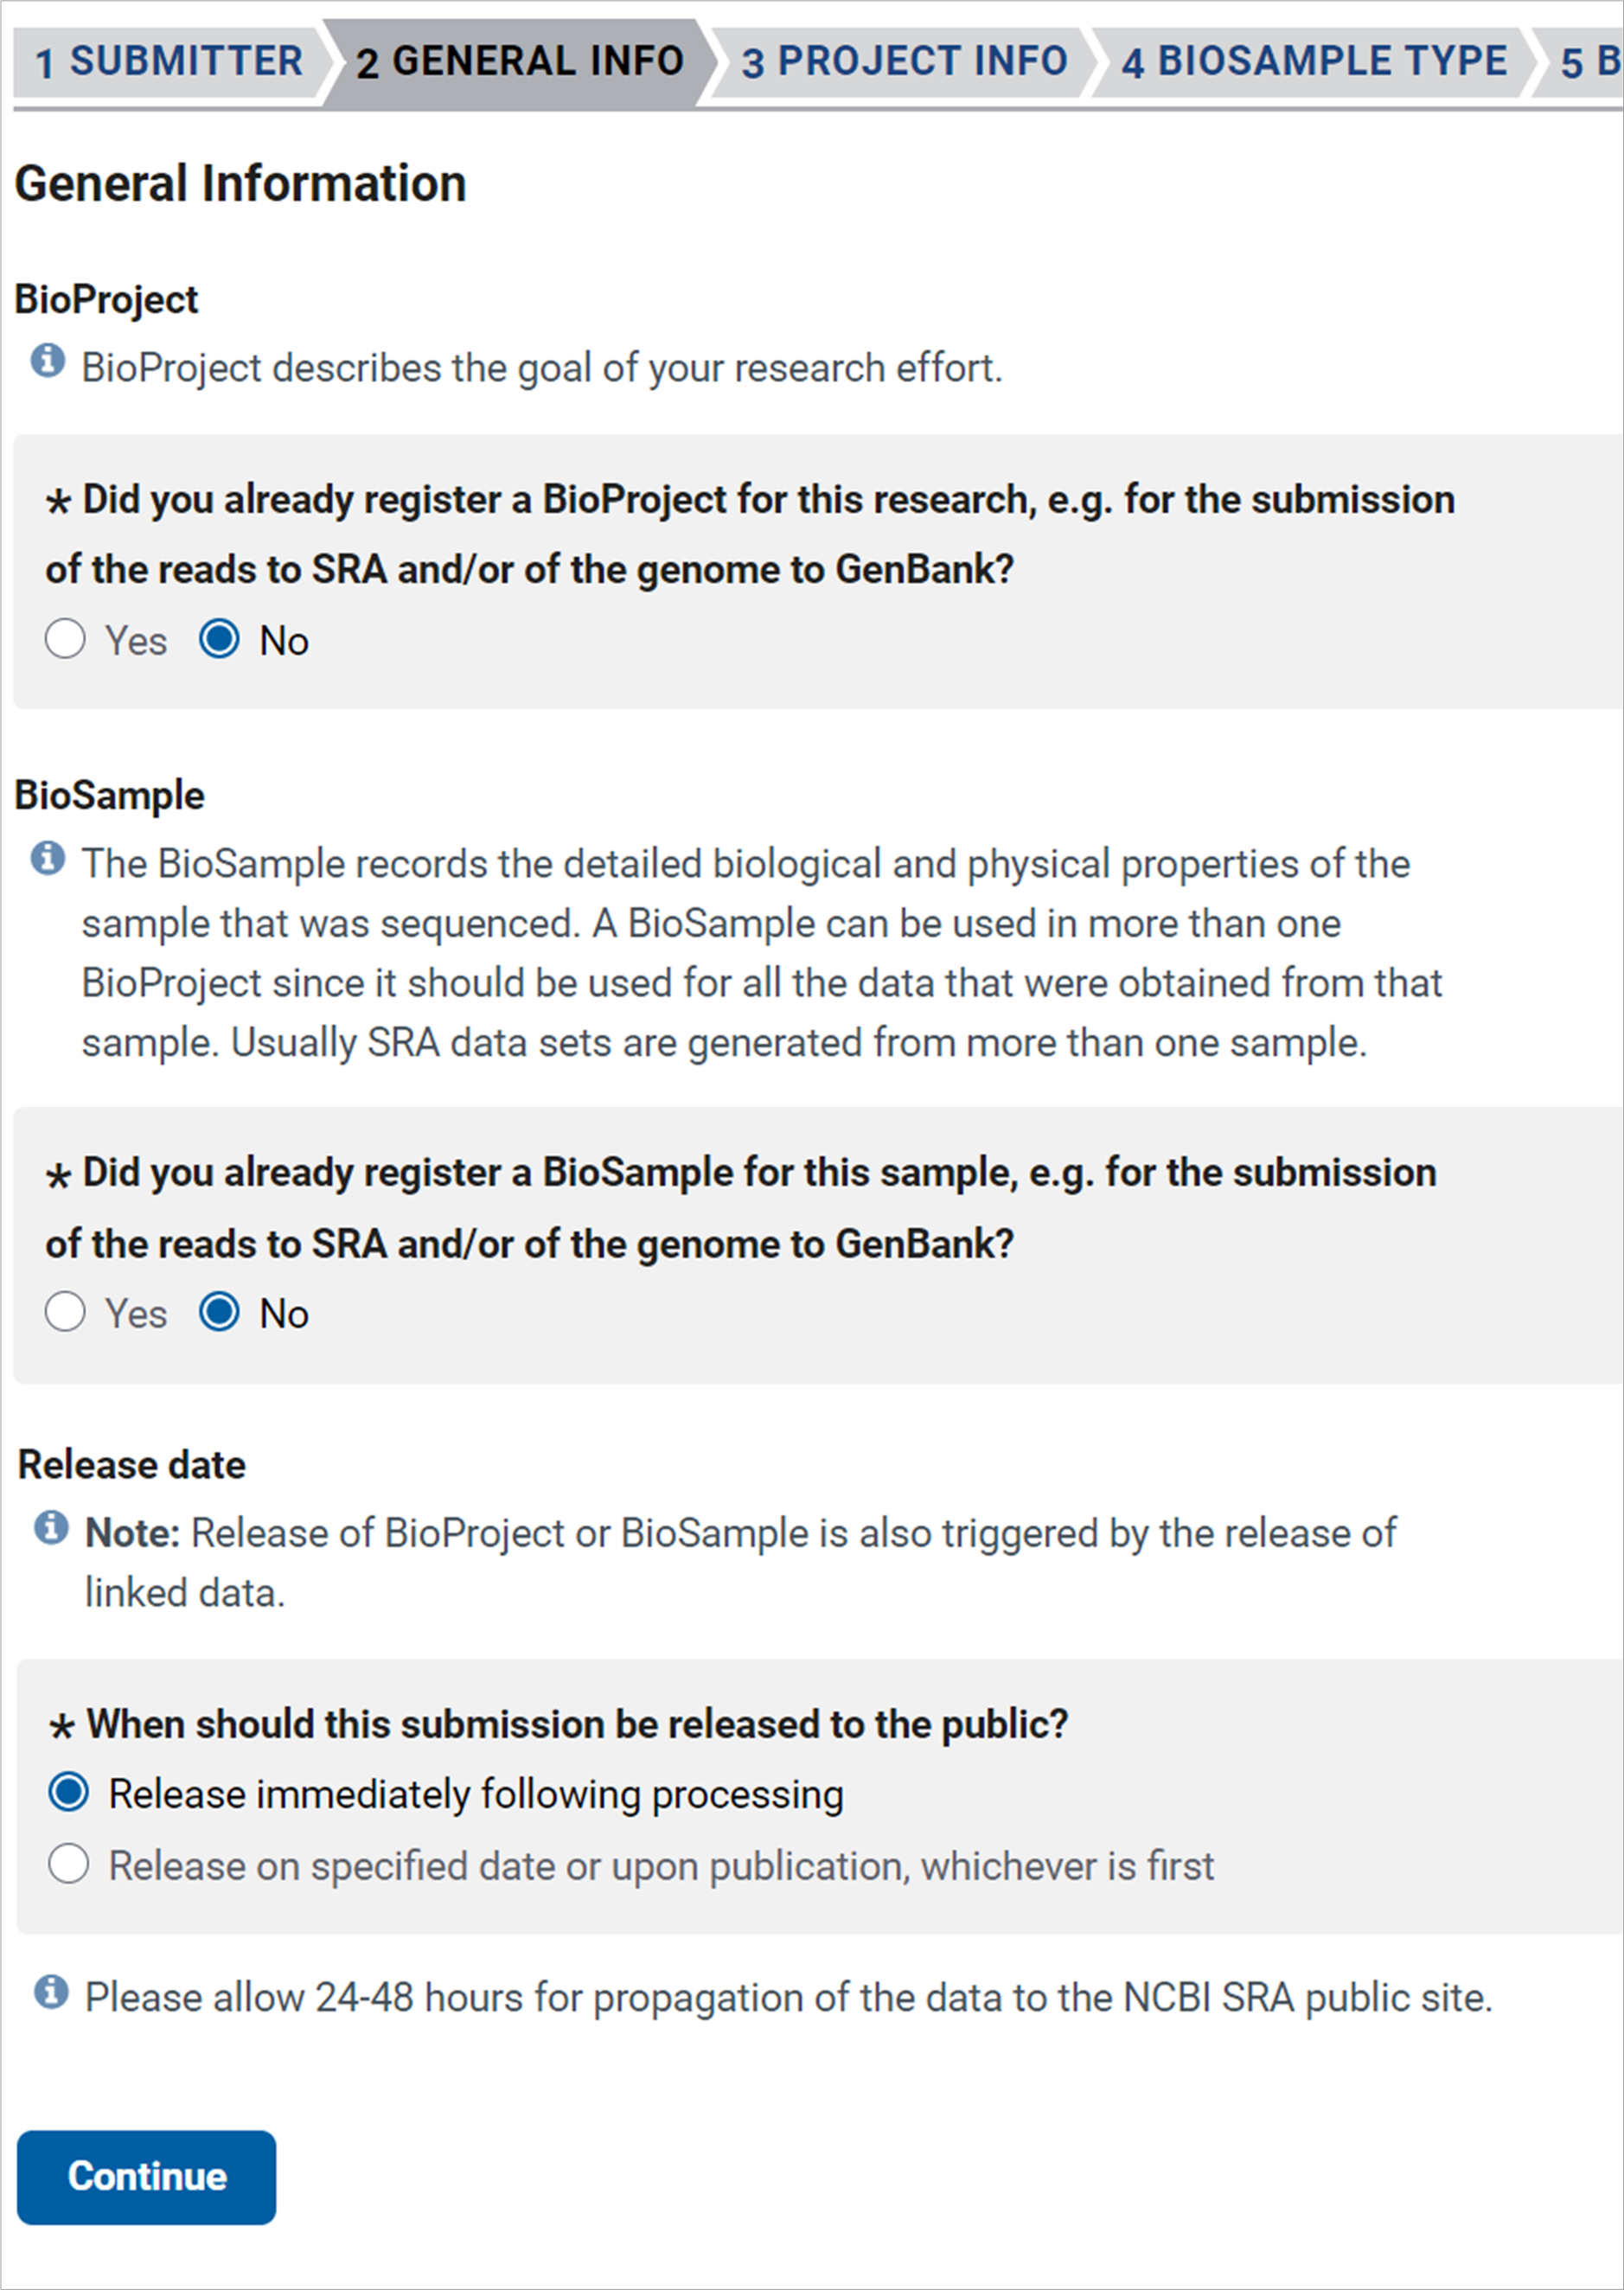 1 SUBMITTER 2 GENERAL INFO 3 PROJECT INFO 4 BIOSAMPLE TYPE 5 B
General Information
BioProject
BioProject describes the goal of your research effort.
* Did you already register a BioProject for this research, e.g. for the submission
of the reads to SRA and/or of the genome to GenBank?
Yes No
BioSample
The BioSample records the detailed biological and physical properties of the
sample that was sequenced. A BioSample can be used in more than one
BioProject since it should be used for all the data that were obtained from that
sample. Usually SRA data sets are generated from more than one sample.
* Did you already register a BioSample for this sample, e.g. for the submission
of the reads to SRA and/or of the genome to GenBank?
Yes No
Release date
Note: Release of BioProject or BioSample is also triggered by the release of
linked data.
* When should this submission be released to the public?
Release immediately following processing
Release on specified date or upon publication, whichever is first
Please allow 24-48 hours for propagation of the data to the NCBI SRA public site.
Continue